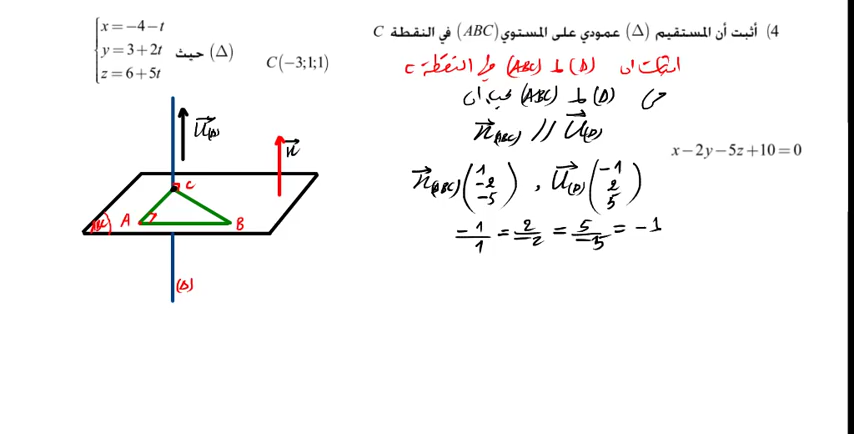 4) أثبت أن المستقيم (Δ) عمودي على المستوي (ABC) في النقطة C
C(−3;1;1)
(Δ) حيث
x = −4 − t
y = 3 + 2t
z = 6 + 5t
إثبات ان (Δ) ⊥ (ABC) في النقطة C
(Δ) ⊥ (ABC) يجب ان
n⃗(ABC) // U⃗(Δ)
x − 2y − 5z + 10 = 0
n⃗(ABC) (1 −2 −5) , U⃗(Δ) (−1 2 5)
−1/1 = 2/−2 = 5/−5 = −1
U⃗(Δ)
n⃗
C
A
B
(Δ)